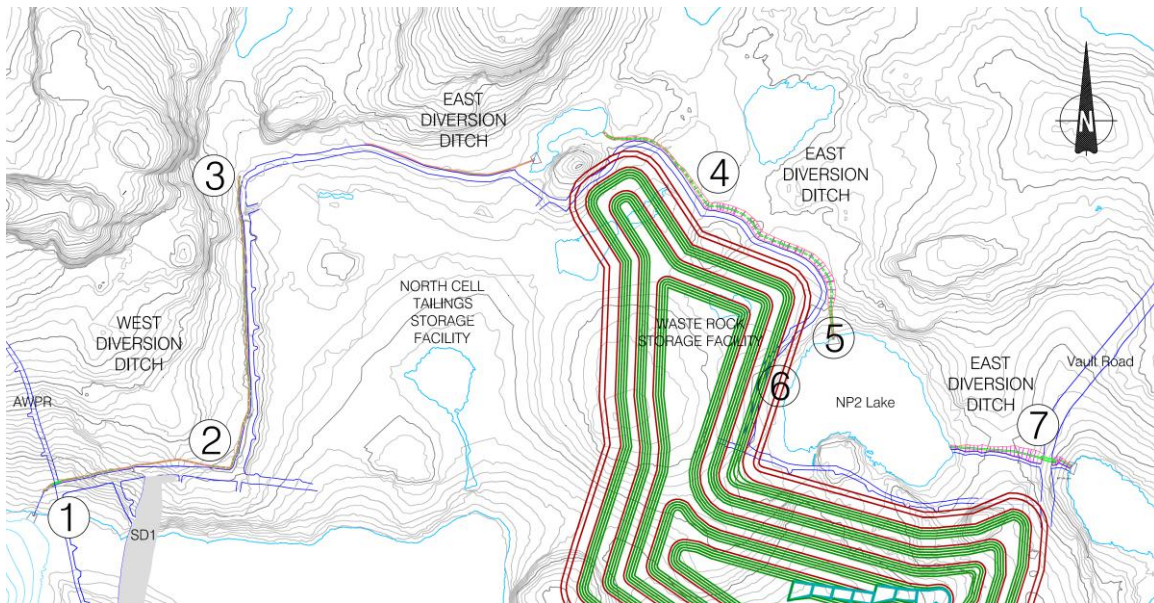 EAST
DIVERSION
DITCH
N
3
4
EAST
DIVERSION
DITCH
NORTH CELL
TAILINGS
STORAGE
FACILITY
WEST
DIVERSION
DITCH
WASTE ROCK
STORAGE FACILITY
5
6
EAST
DIVERSION
DITCH
Vault Road
AWPR
NP2 Lake
2
7
1
SD1